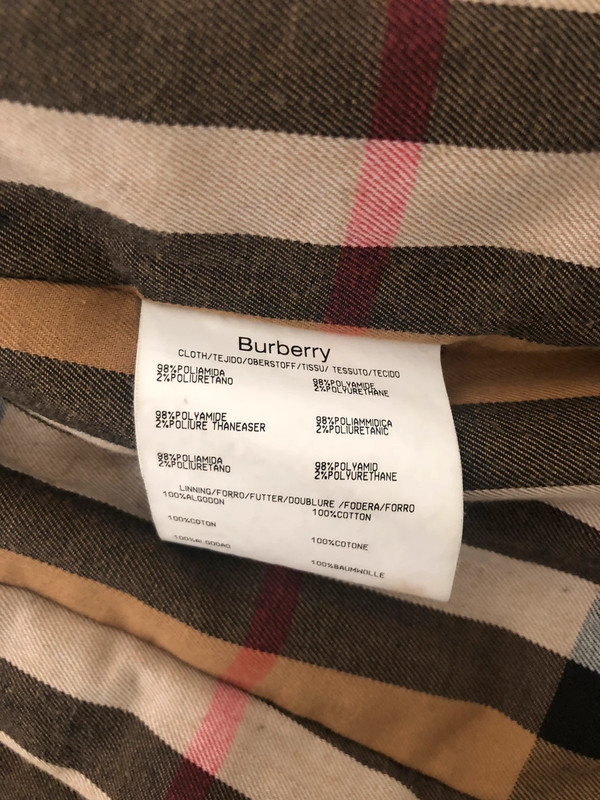 Burberry
CLOTH/TEJIDO/OBERSTOFF/TISSU/ TESSUTO/TECIDO
98%POLIAMIDA
2%POLIURETANO
98%POLYAMIDE
2%POLYURETHANE
98%POLYAMIDE
2%POLIURE THANEASER
98%POLIAMMIDICA
2%POLIURETANIC
98%POLIAMIDA
2%POLIURETANO
98%POLYAMID
2%POLYURETHANE
LINNING/FORRO/FUTTER/DOUBLURE /FODERA/FORRO
100%ALGODON
100%COTTON
100%COTON
100%COTONE
100%ALGODAO
100%BAUMWOLLE